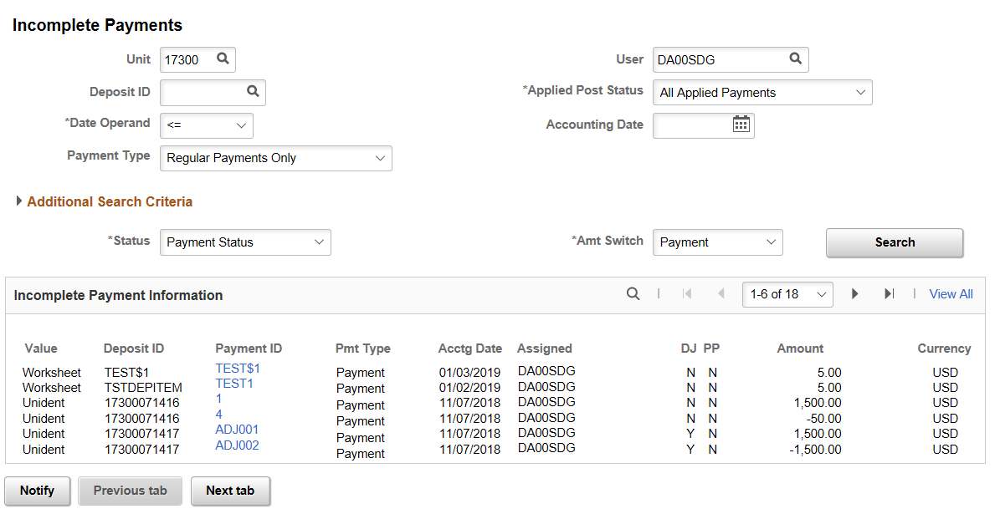 Incomplete Payments
Unit 17300 User DA00SDG
Deposit ID *Applied Post Status All Applied Payments
*Date Operand <= Accounting Date
Payment Type Regular Payments Only
Additional Search Criteria
*Status Payment Status *Amt Switch Payment Search
Incomplete Payment Information 1-6 of 18 View All
Value Deposit ID Payment ID Pmt Type Acctg Date Assigned DJ PP Amount Currency
Worksheet TEST$1 TEST$1 Payment 01/03/2019 DA00SDG N N 5.00 USD
Worksheet TSTDEPITEM TEST1 Payment 01/02/2019 DA00SDG N N 5.00 USD
Unident 17300071416 1 Payment 11/07/2018 DA00SDG N N 1,500.00 USD
Unident 17300071416 4 Payment 11/07/2018 DA00SDG N N -50.00 USD
Unident 17300071417 ADJ001 Payment 11/07/2018 DA00SDG Y N 1,500.00 USD
Unident 17300071417 ADJ002 Payment 11/07/2018 DA00SDG Y N -1,500.00 USD
Notify Previous tab Next tab